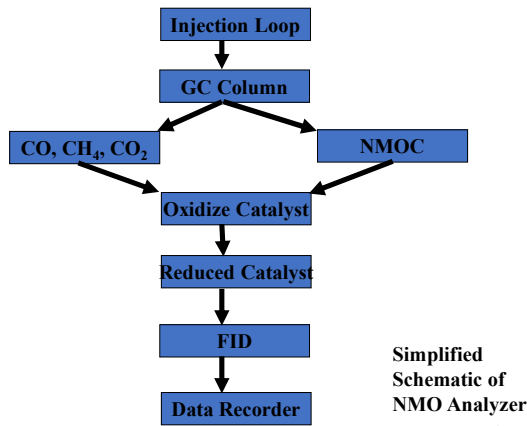 Injection Loop
GC Column
CO, CH₄, CO₂
NMOC
Oxidize Catalyst
Reduced Catalyst
FID
Data Recorder
Simplified
Schematic of
NMO Analyzer